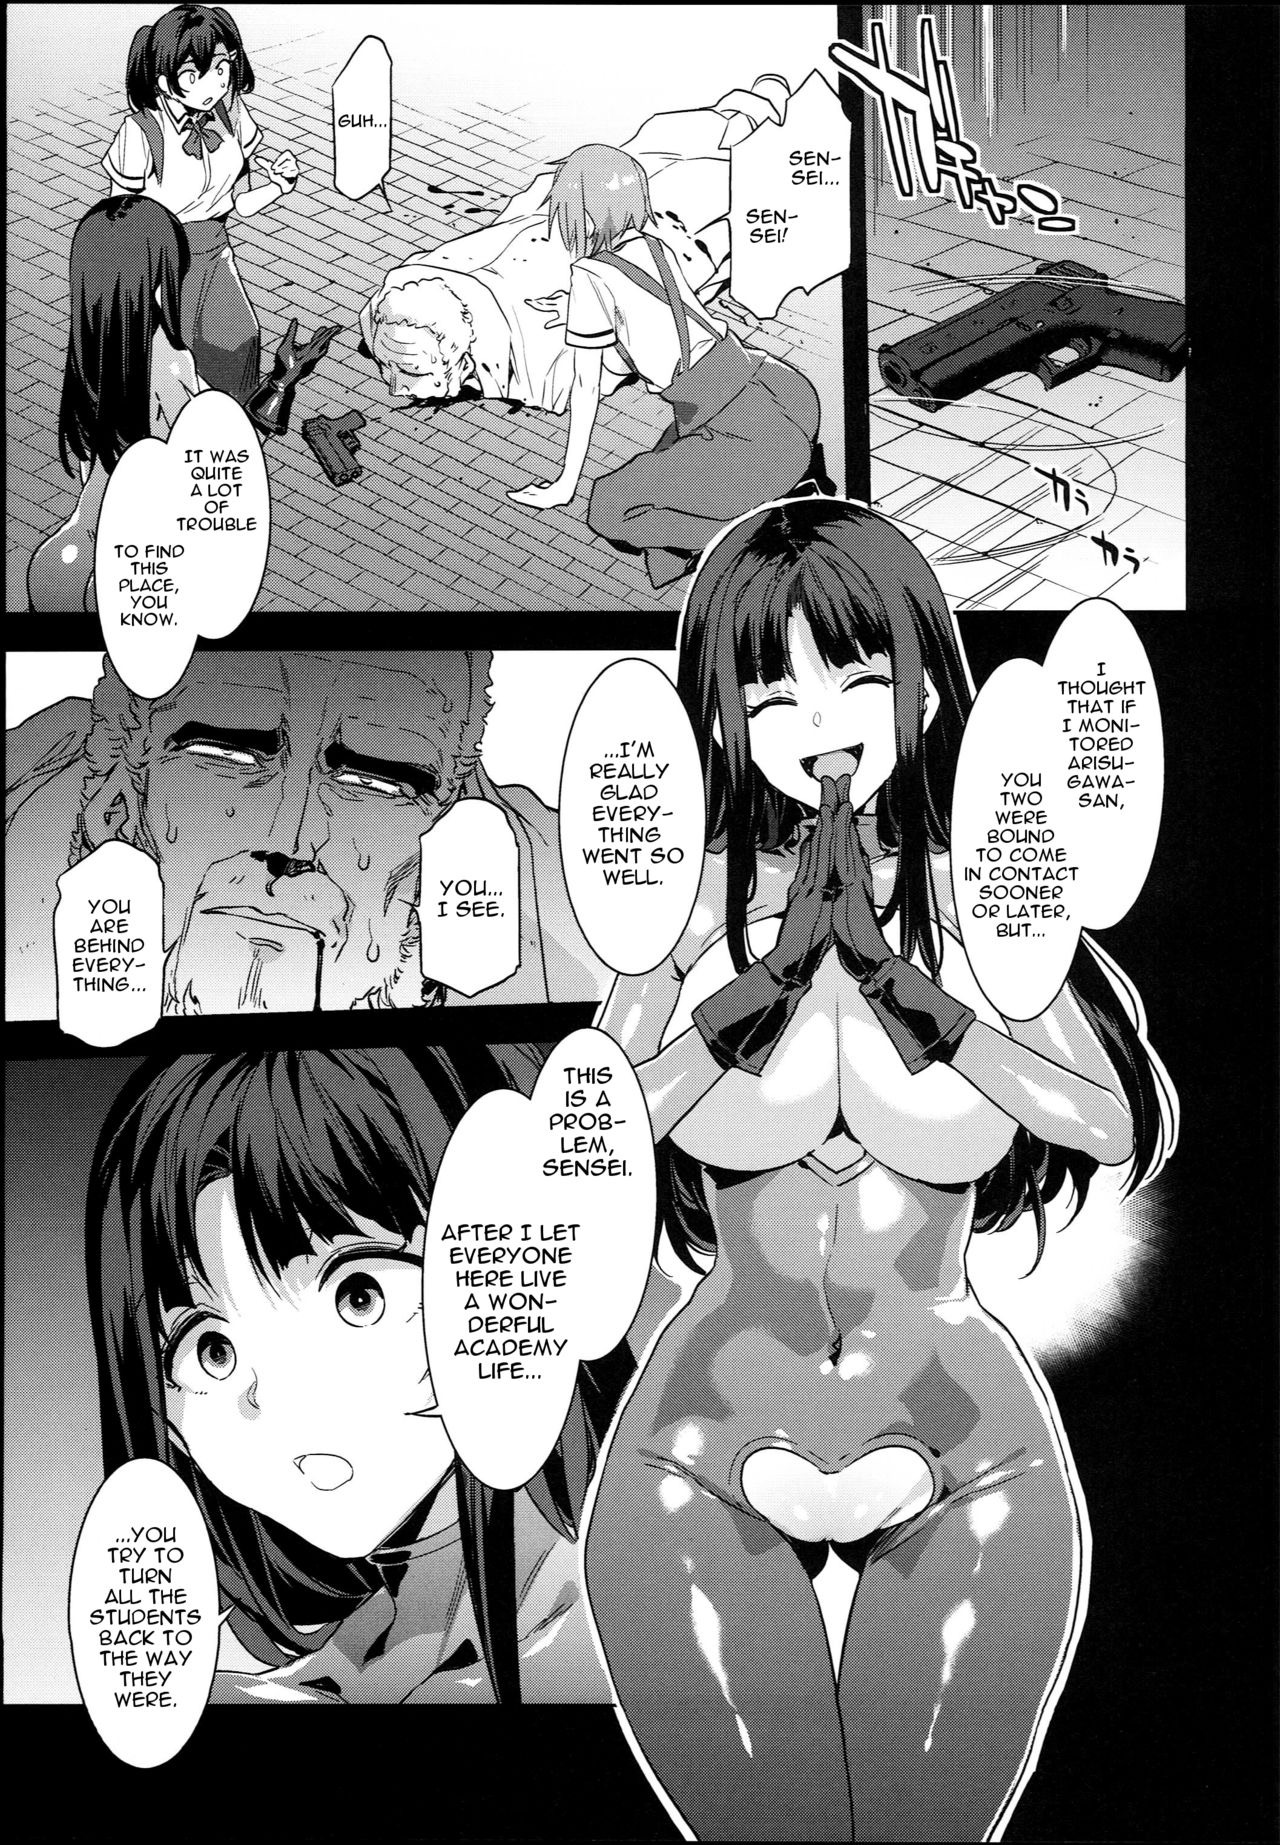 ガキャン
カラ
カラ
SEN-
SEI...
SEN-
SEI!
GUH...
IT WAS
QUITE
A LOT
OF
TROUBLE
TO FIND
THIS
PLACE,
YOU
KNOW.
I
THOUGHT
THAT IF
I MONI-
TORED
ARISU-
GAWA-
SAN,
YOU
TWO WERE
BOUND
TO COME
IN CONTACT
SOONER
OR LATER,
BUT...
...I'M
REALLY
GLAD
EVERY-
THING
WENT SO
WELL.
YOU...
I SEE.
YOU
ARE
BEHIND
EVERY-
THING...
THIS
IS A
PROB-
LEM,
SENSEI.
AFTER I LET
EVERYONE
HERE LIVE
A WON-
DERFUL
ACADEMY
LIFE...
...YOU
TRY TO
TURN
ALL THE
STUDENTS
BACK TO
THE WAY
THEY
WERE.